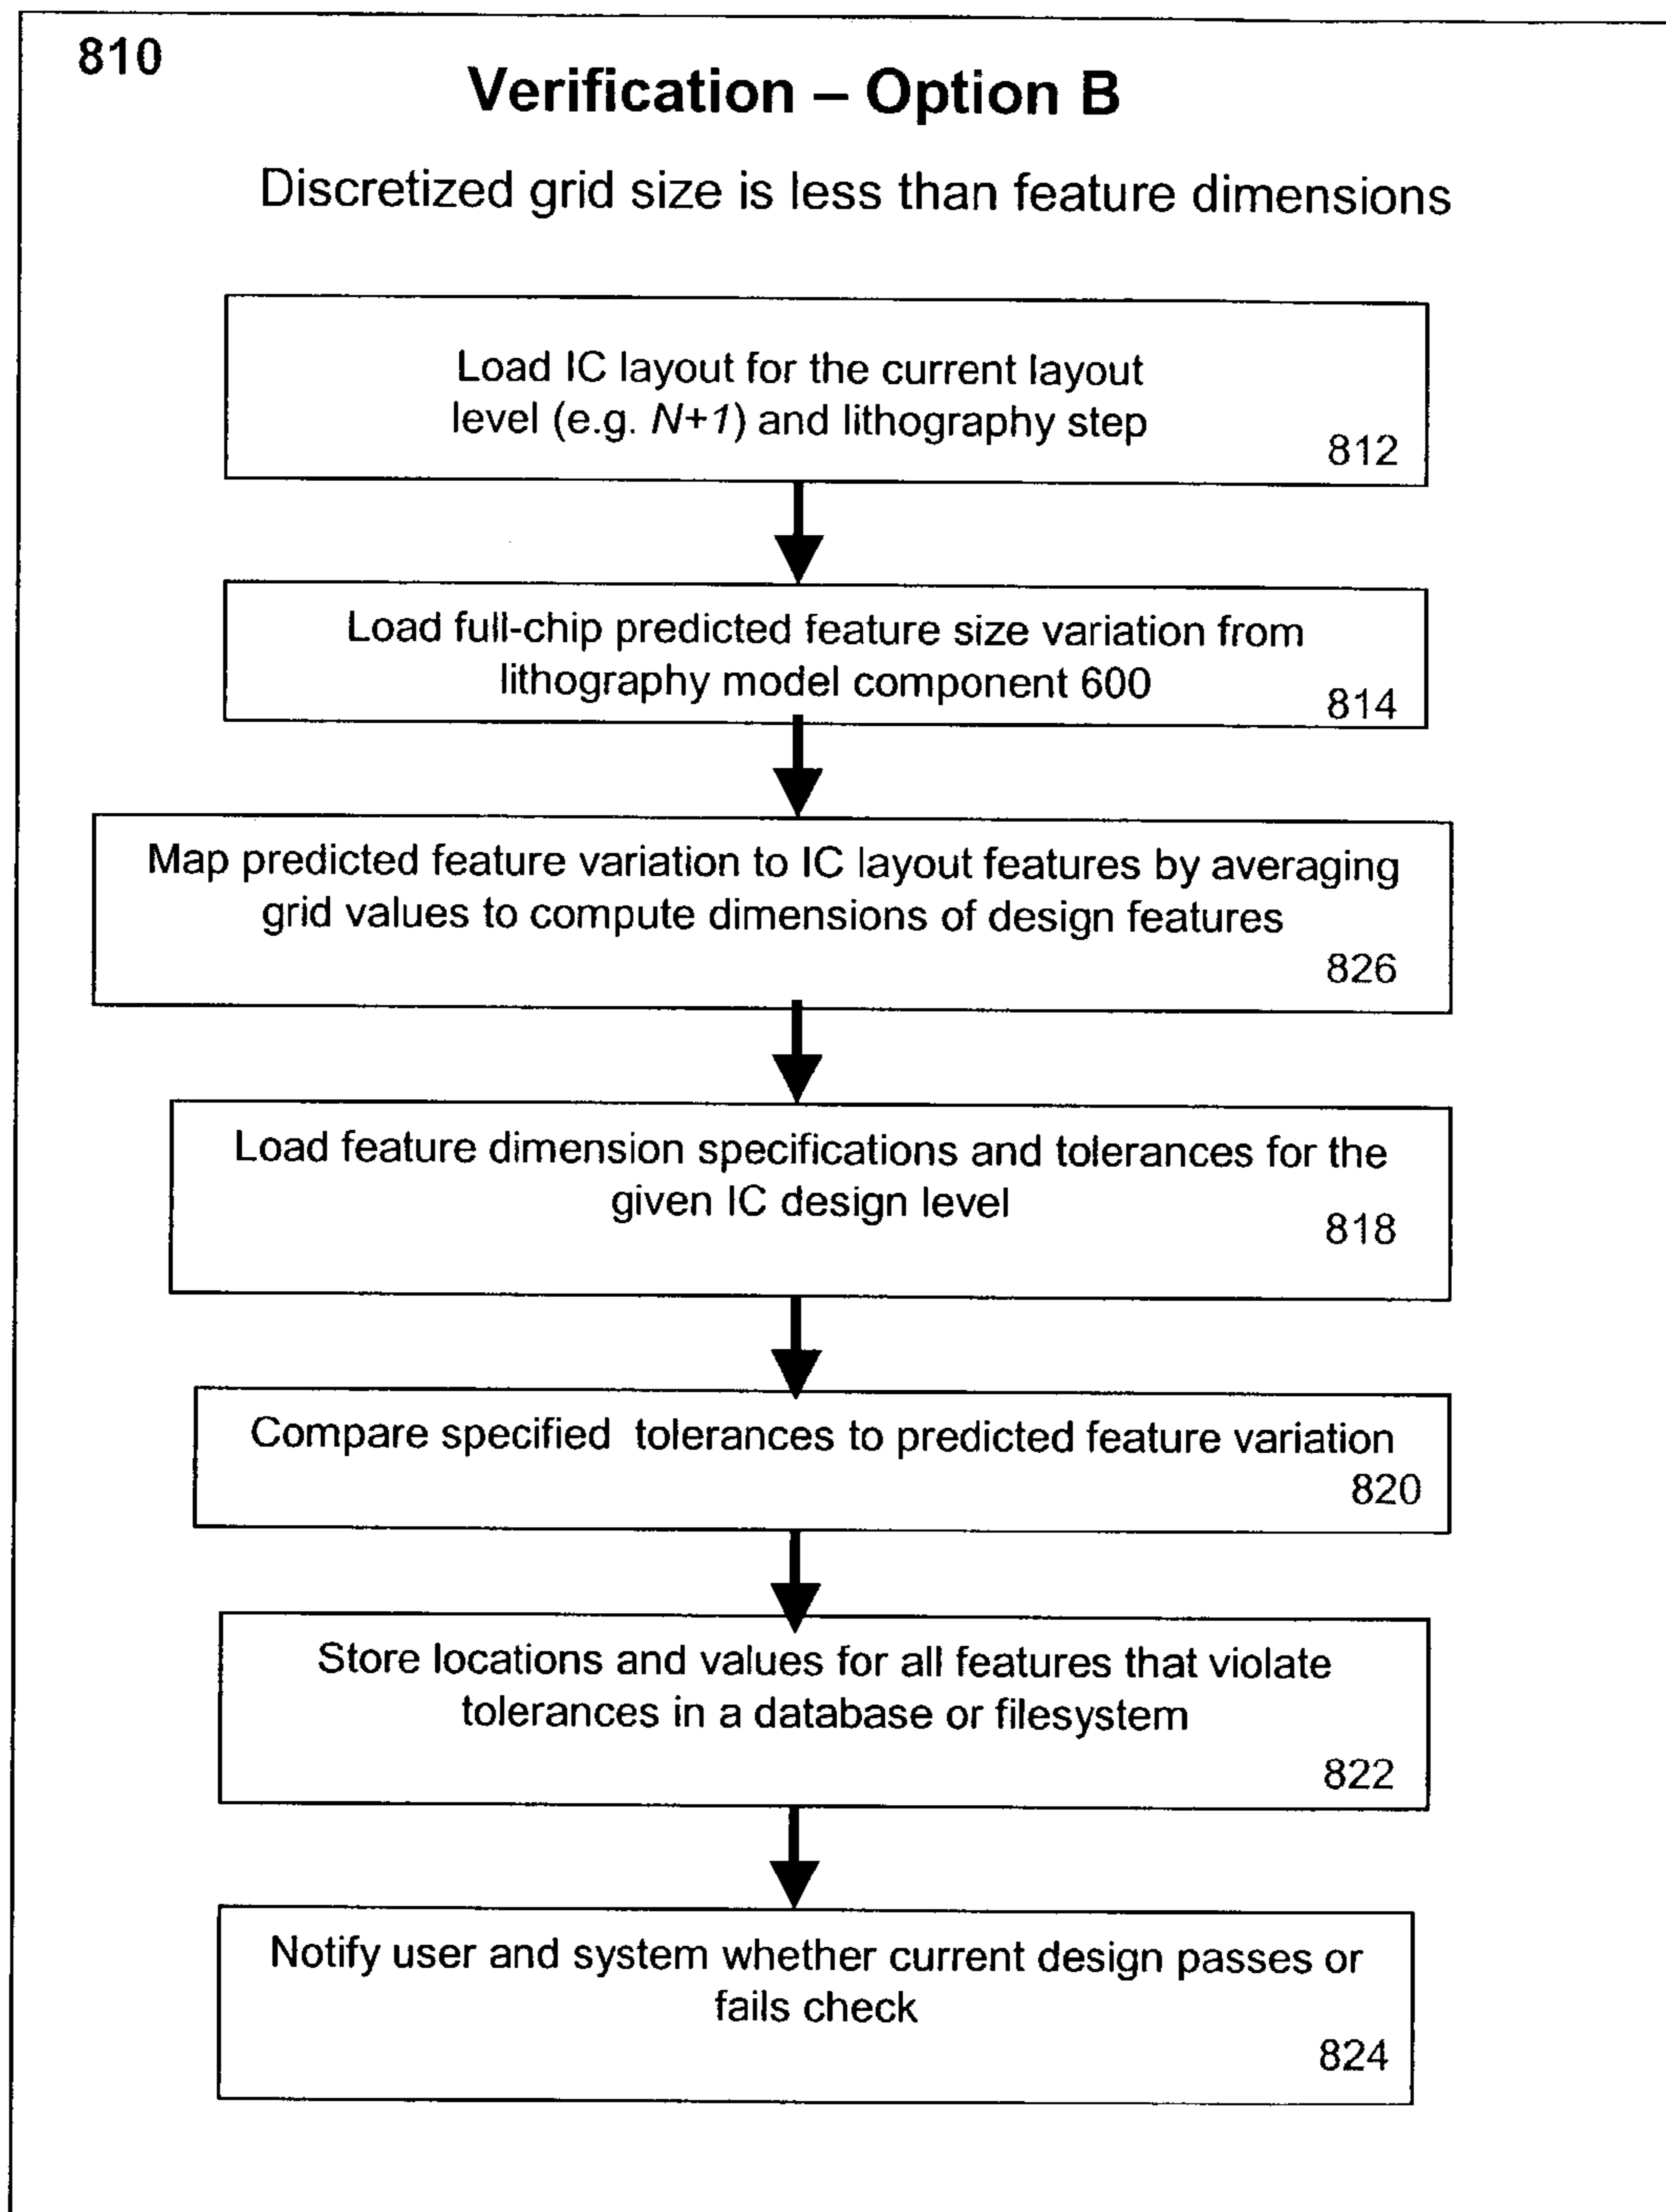 810
Verification – Option B
Discretized grid size is less than feature dimensions
Load IC layout for the current layout
level (e.g. N+1) and lithography step
812
Load full-chip predicted feature size variation from
lithography model component 600
814
Map predicted feature variation to IC layout features by averaging
grid values to compute dimensions of design features
826
Load feature dimension specifications and tolerances for the
given IC design level
818
Compare specified tolerances to predicted feature variation
820
Store locations and values for all features that violate
tolerances in a database or filesystem
822
Notify user and system whether current design passes or
fails check
824